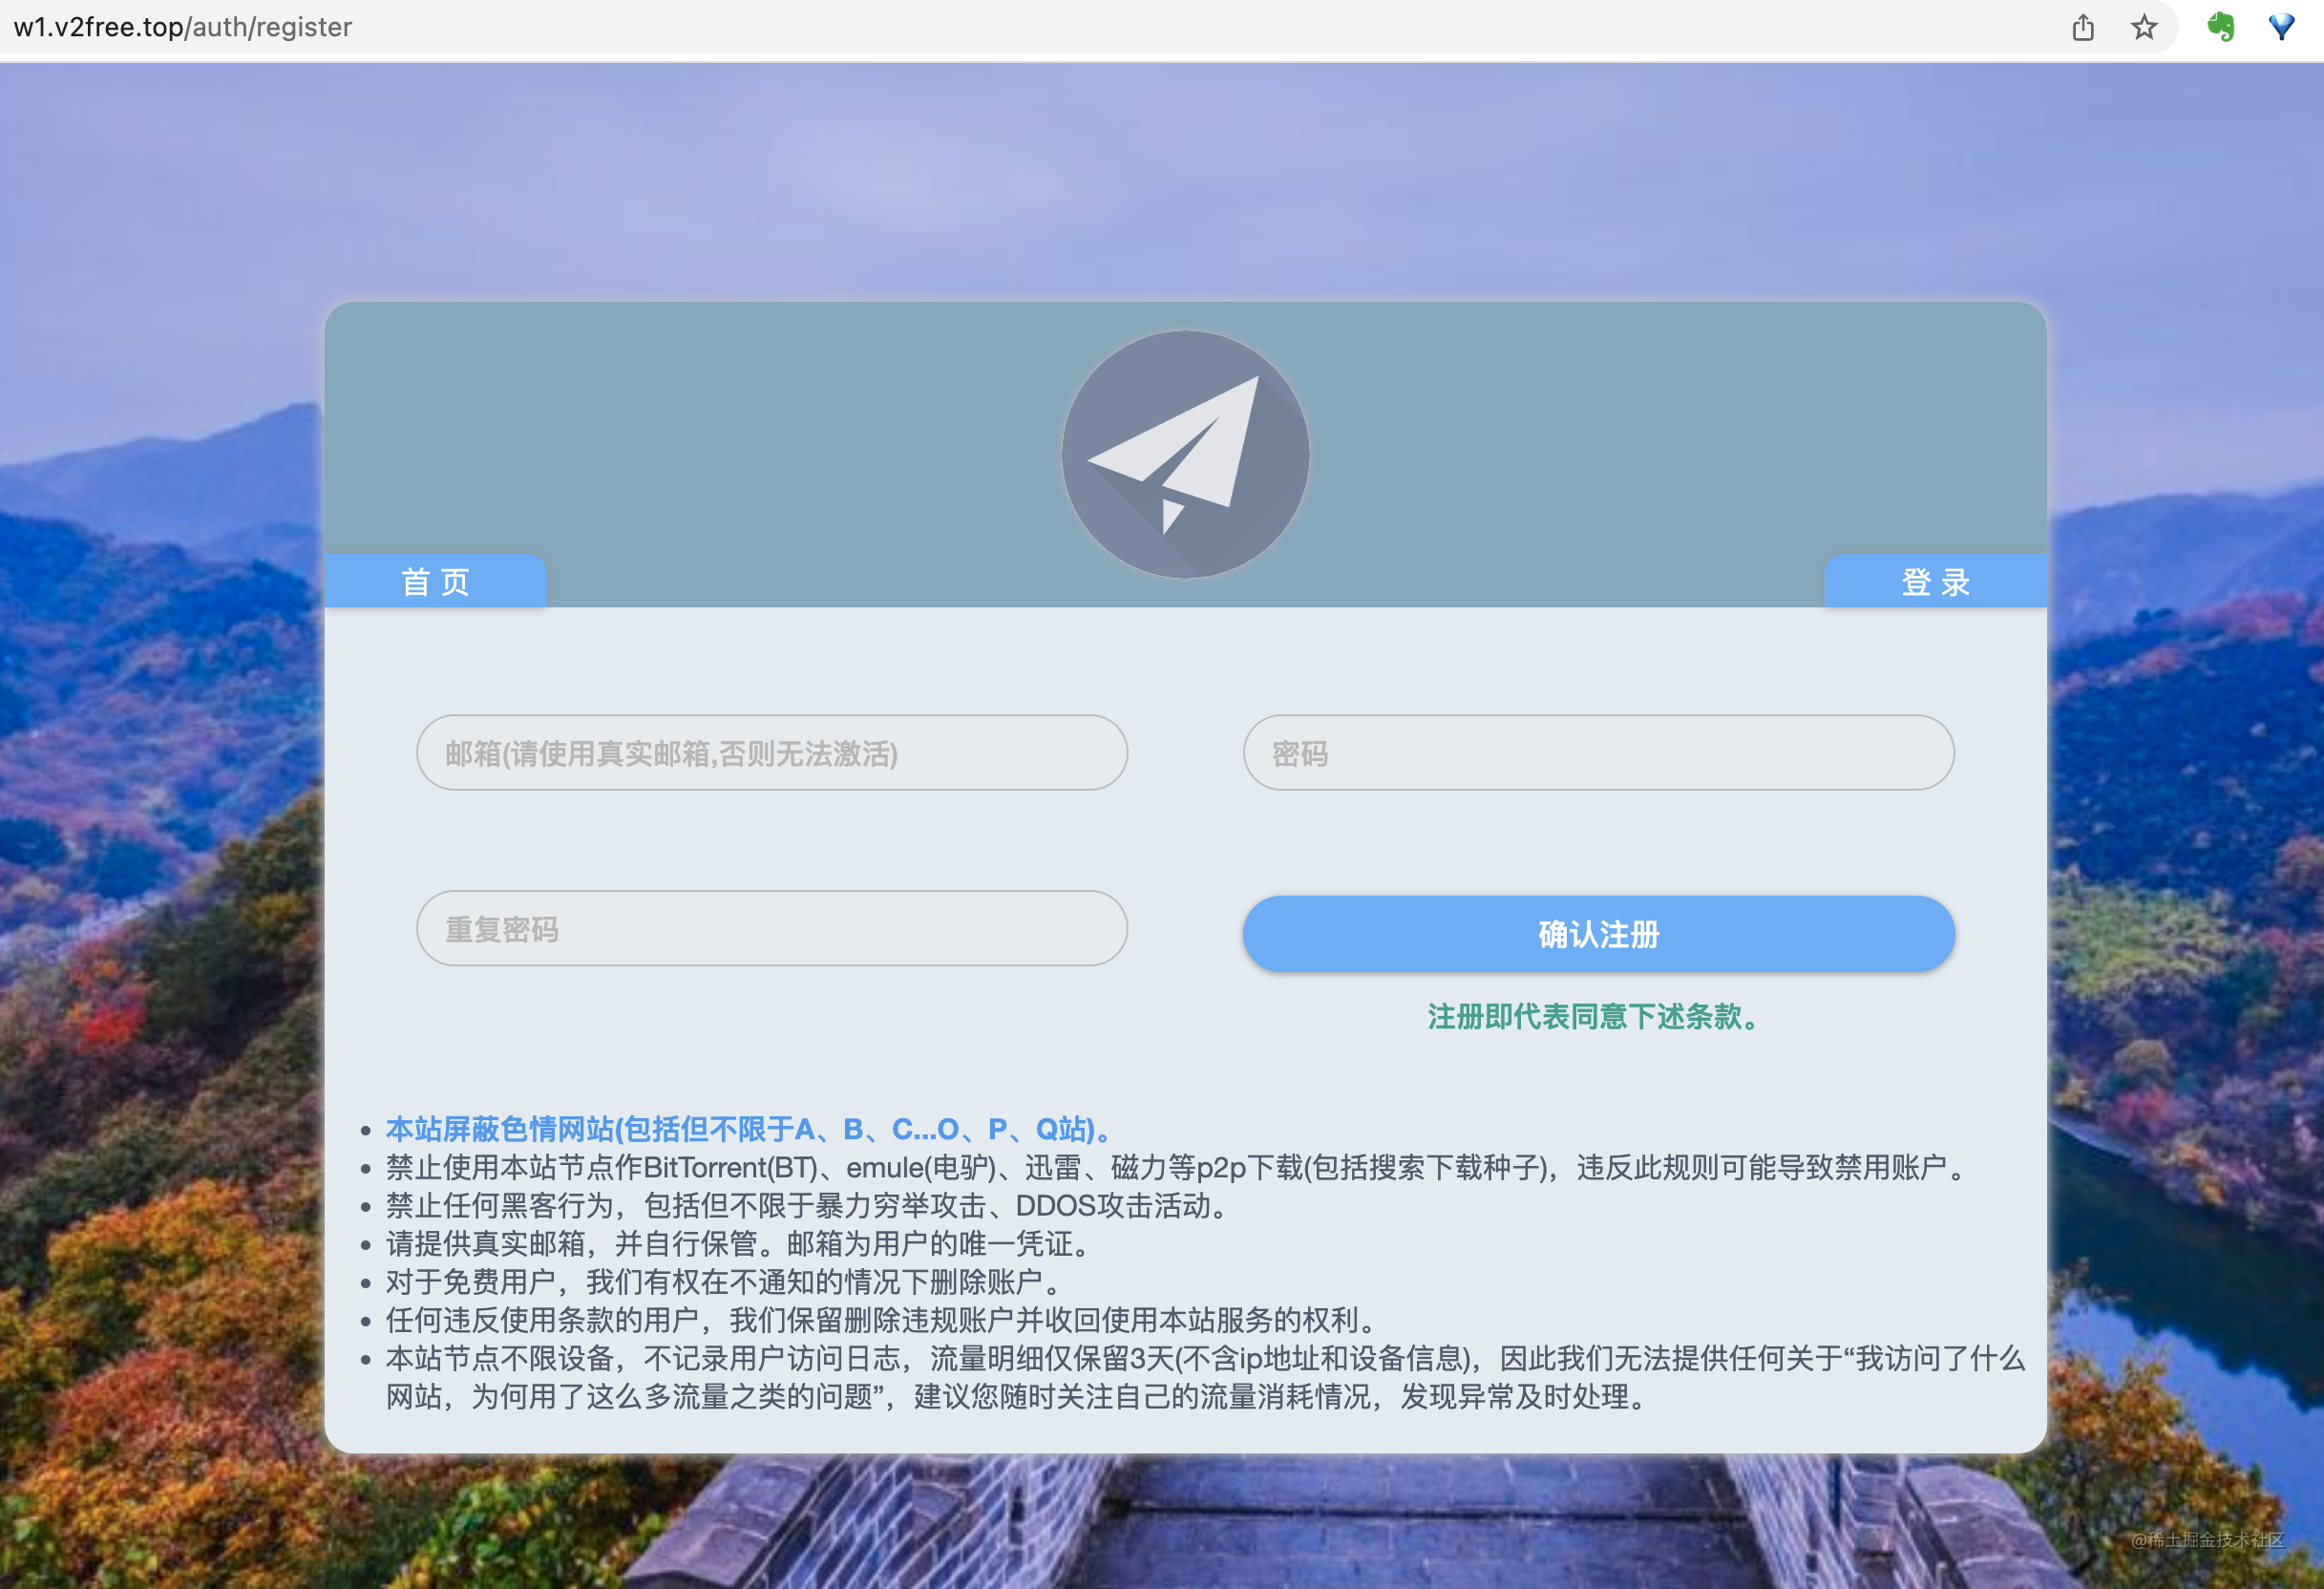 w1.v2free.top/auth/register
首 页
登 录
邮箱(请使用真实邮箱,否则无法激活)
密码
重复密码
确认注册
注册即代表同意下述条款。
本站屏蔽色情网站(包括但不限于A、B、C...O、P、Q站)。
禁止使用本站节点作BitTorrent(BT)、emule(电驴)、迅雷、磁力等p2p下载(包括搜索下载种子)，违反此规则可能导致禁用账户。
禁止任何黑客行为，包括但不限于暴力穷举攻击、DDOS攻击活动。
请提供真实邮箱，并自行保管。邮箱为用户的唯一凭证。
对于免费用户，我们有权在不通知的情况下删除账户。
任何违反使用条款的用户，我们保留删除违规账户并收回使用本站服务的权利。
本站节点不限设备，不记录用户访问日志，流量明细仅保留3天(不含ip地址和设备信息)，因此我们无法提供任何关于“我访问了什么
网站，为何用了这么多流量之类的问题”，建议您随时关注自己的流量消耗情况，发现异常及时处理。
@稀土掘金技术社区